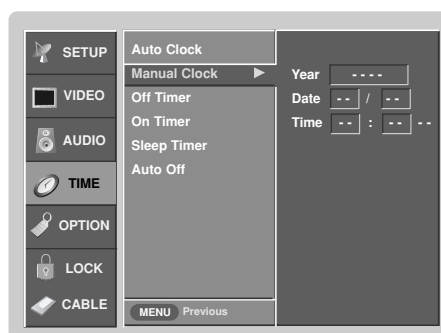 SETUP
VIDEO
AUDIO
TIME
OPTION
LOCK
CABLE
Auto Clock
Manual Clock ▶
Off Timer
On Timer
Sleep Timer
Auto Off
MENU Previous
Year - - - -
Date - - / - -
Time - - : - - - -